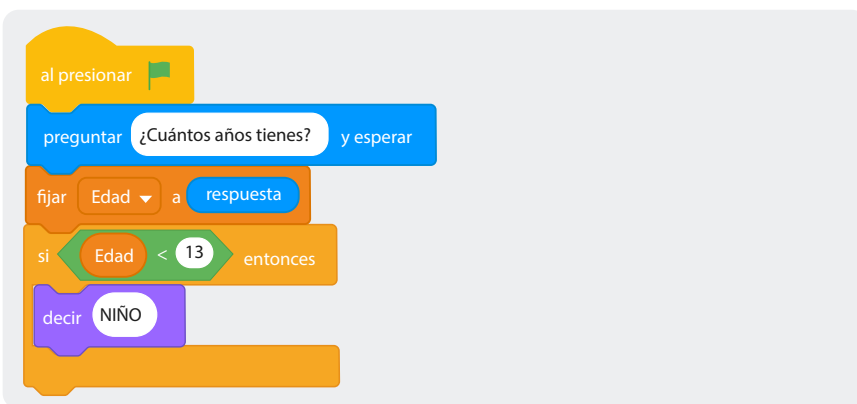 al presionar
preguntar ¿Cuántos años tienes? y esperar
fijar Edad a respuesta
si Edad < 13 entonces
decir NIÑO